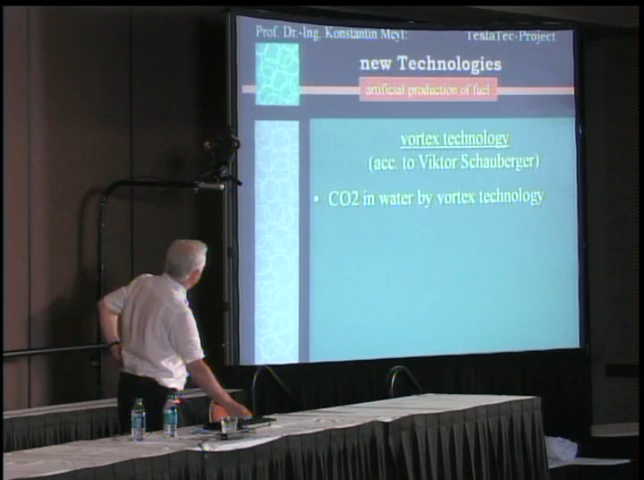 Prof. Dr.-Ing. Konstantin Meyl: TeslaTec-Project
new Technologies
artificial production of fuel
vortex technology
(acc. to Viktor Schauberger)
• CO2 in water by vortex technology